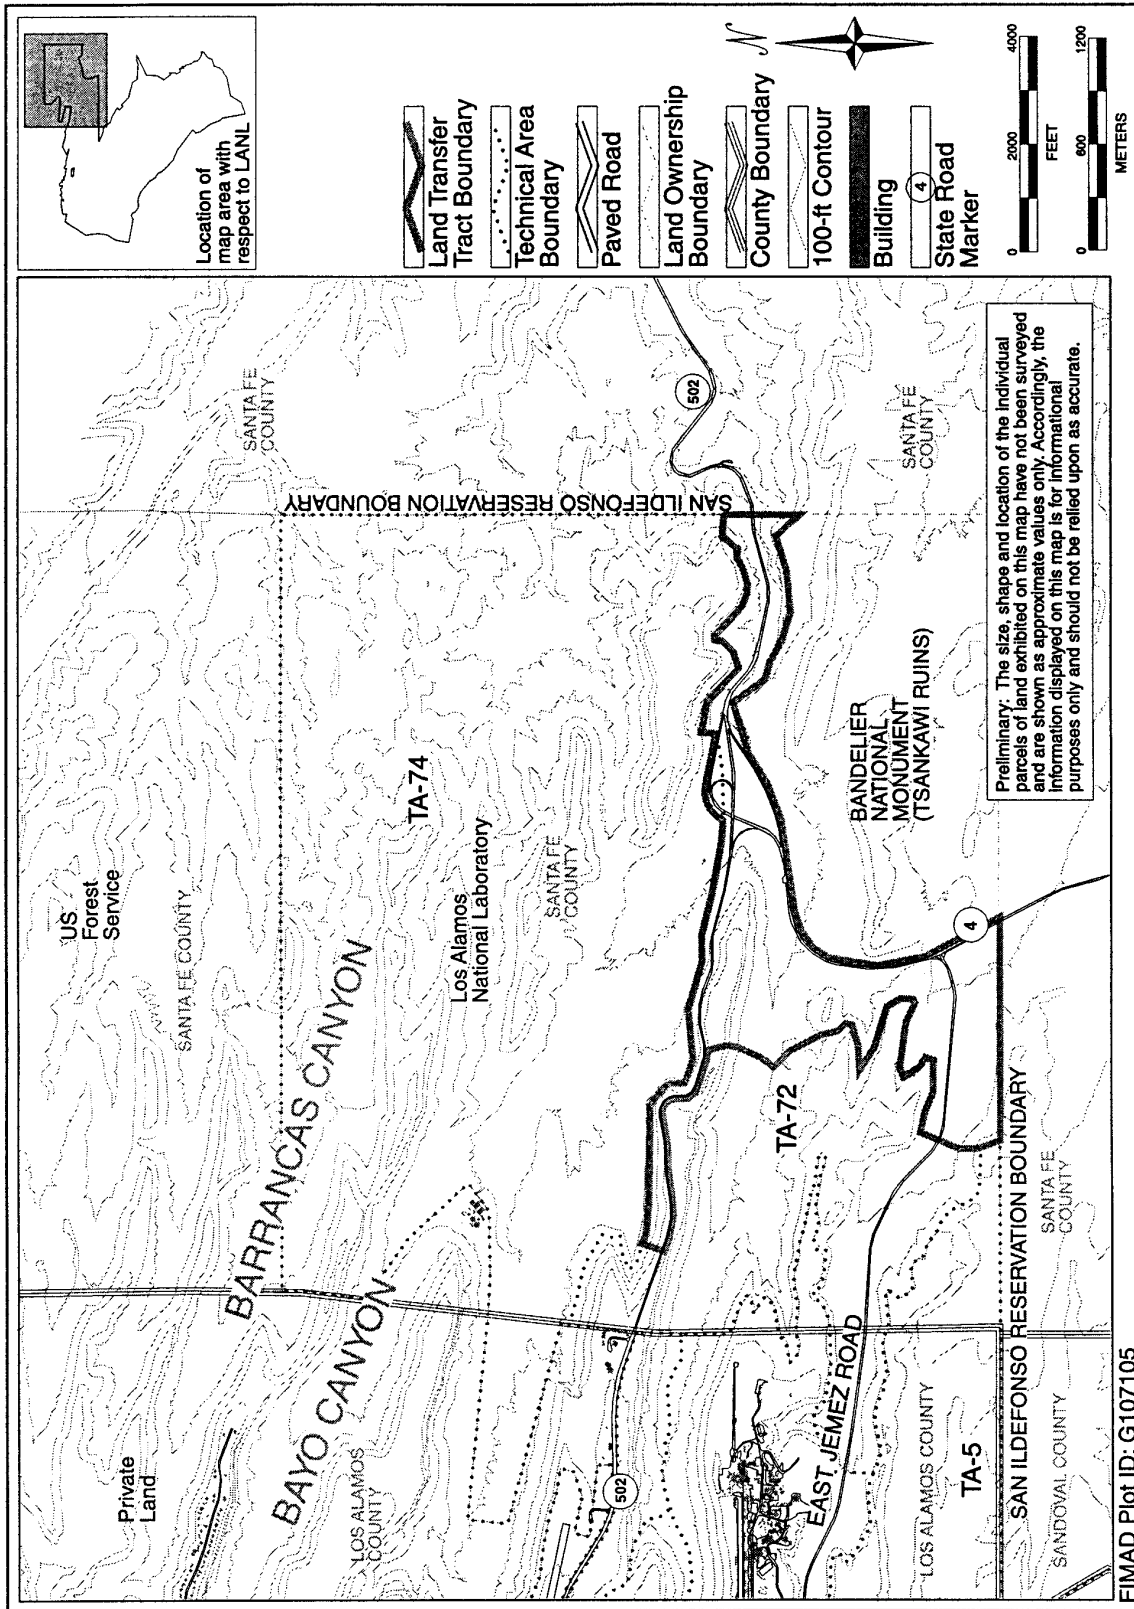 Private
Land
US
Forest
Service
SANTA FE COUNTY
SANTA FE
COUNTY
BARRANCAS CANYON
BAYO CANYON
LOS ALAMOS
COUNTY
TA-74
Los Alamos
National Laboratory
SANTA FE
COUNTY
SAN ILDEFONSO RESERVATION BOUNDARY
502
502
TA-72
EAST JEMEZ ROAD
LOS ALAMOS COUNTY
TA-5
BANDELIER
NATIONAL
MONUMENT
(TSANKAWI RUINS)
SANTA FE
COUNTY
4
SAN ILDEFONSO RESERVATION BOUNDARY
SANDOVAL COUNTY
SANTA FE
COUNTY
Preliminary: The size, shape and location of the individual
parcels of land exhibited on this map have not been surveyed
and are shown as approximate values only. Accordingly, the
information displayed on this map is for informational
purposes only and should not be relied upon as accurate.
FIMAD Plot ID: G107105
Location of
map area with
respect to LANL
Land Transfer
Tract Boundary
Technical Area
Boundary
Paved Road
Land Ownership
Boundary
County Boundary
100-ft Contour
Building
4
State Road
Marker
N
0 2000 4000
FEET
0 600 1200
METERS